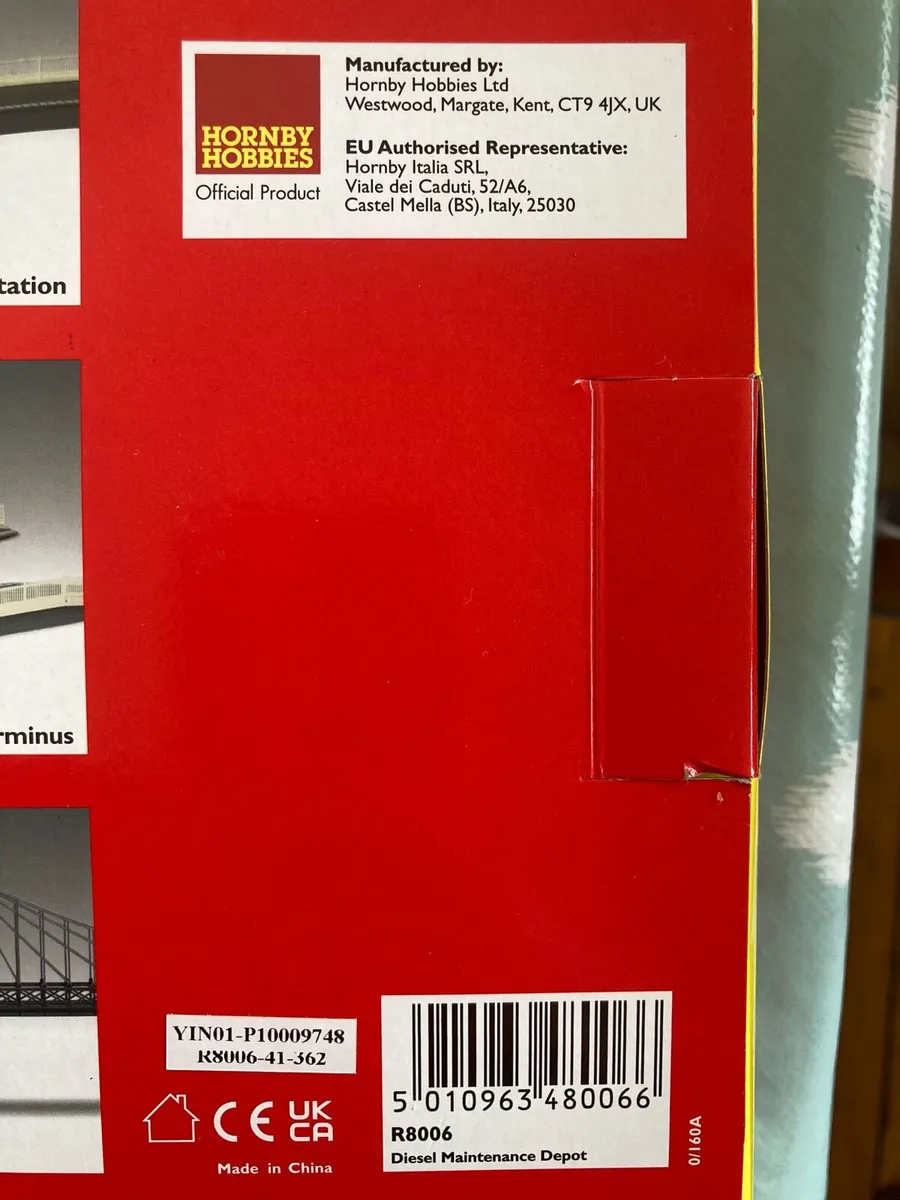 HORNBY
HOBBIES
Official Product
Manufactured by:
Hornby Hobbies Ltd
Westwood, Margate, Kent, CT9 4JX, UK
EU Authorised Representative:
Hornby Italia SRL,
Viale dei Caduti, 52/A6,
Castel Mella (BS), Italy, 25030
tation
rminus
YIN01-P10009748
R8006-41-362
CE
UK
CA
Made in China
5 010963 480066
R8006
Diesel Maintenance Depot
0/160A